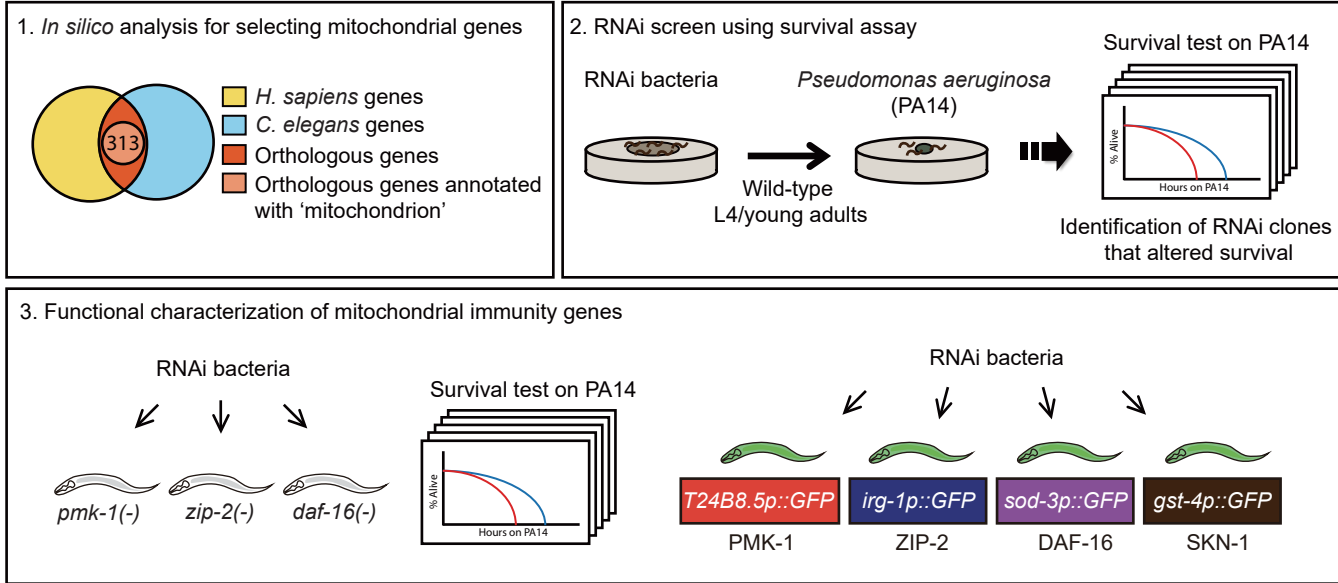 1. In silico analysis for selecting mitochondrial genes
313
H. sapiens genes
C. elegans genes
Orthologous genes
Orthologous genes annotated
with ‘mitochondrion’
2. RNAi screen using survival assay
RNAi bacteria
Pseudomonas aeruginosa
(PA14)
Wild-type
L4/young adults
Survival test on PA14
% Alive
Hours on PA14
Identification of RNAi clones
that altered survival
3. Functional characterization of mitochondrial immunity genes
RNAi bacteria
pmk-1(-)
zip-2(-)
daf-16(-)
Survival test on PA14
% Alive
Hours on PA14
RNAi bacteria
T24B8.5p::GFP
irg-1p::GFP
sod-3p::GFP
gst-4p::GFP
PMK-1
ZIP-2
DAF-16
SKN-1